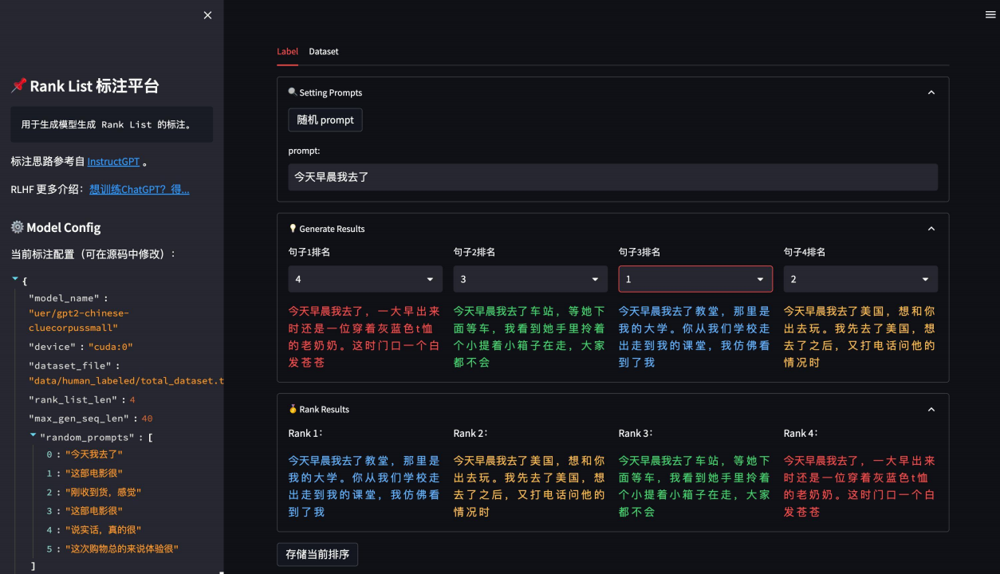 Rank List 标注平台
用于生成模型生成 Rank List 的标注。
标注思路参考自 InstructGPT 。
RLHF 更多介绍：想训练ChatGPT？得...
Model Config
当前标注配置（可在源码中修改）：
{
"model_name" :
"uer/gpt2-chinese-
cluecorpussmall"
"device" : "cuda:0"
"dataset_file" :
"data/human_labeled/total_dataset.t
"rank_list_len" : 4
"max_gen_seq_len" : 40
"random_prompts" : [
0 : "今天我去了"
1 : "这部电影很"
2 : "刚收到货，感觉"
3 : "这部电影很"
4 : "说实话，真的很"
5 : "这次购物总的来说体验很"
]
Label Dataset
Setting Prompts
随机 prompt
prompt:
今天早晨我去了
Generate Results
句子1排名
4
今天早晨我去了，一大早出来
时还是一位穿着灰蓝色t恤
的老奶奶。这时门口一个白
发苍苍
句子2排名
3
今天早晨我去了车站，等她下
面等车，我看到她手里拎着
个小提着小箱子在走，大家
都不会
句子3排名
1
今天早晨我去了教堂，那里是
我的大学。你从我们学校走
出走到我的课堂，我仿佛看
到了我
句子4排名
2
今天早晨我去了美国，想和你
出去玩。我先去了美国，想
去了之后，又打电话问他的
情况时
Rank Results
Rank 1：
今天早晨我去了教堂，那里是
我的大学。你从我们学校走
出走到我的课堂，我仿佛看
到了我
Rank 2：
今天早晨我去了美国，想和你
出去玩。我先去了美国，想
去了之后，又打电话问他的
情况时
Rank 3：
今天早晨我去了车站，等她下
面等车，我看到她手里拎着
个小提着小箱子在走，大家
都不会
Rank 4：
今天早晨我去了，一大早出来
时还是一位穿着灰蓝色t恤
的老奶奶。这时门口一个白
发苍苍
存储当前排序